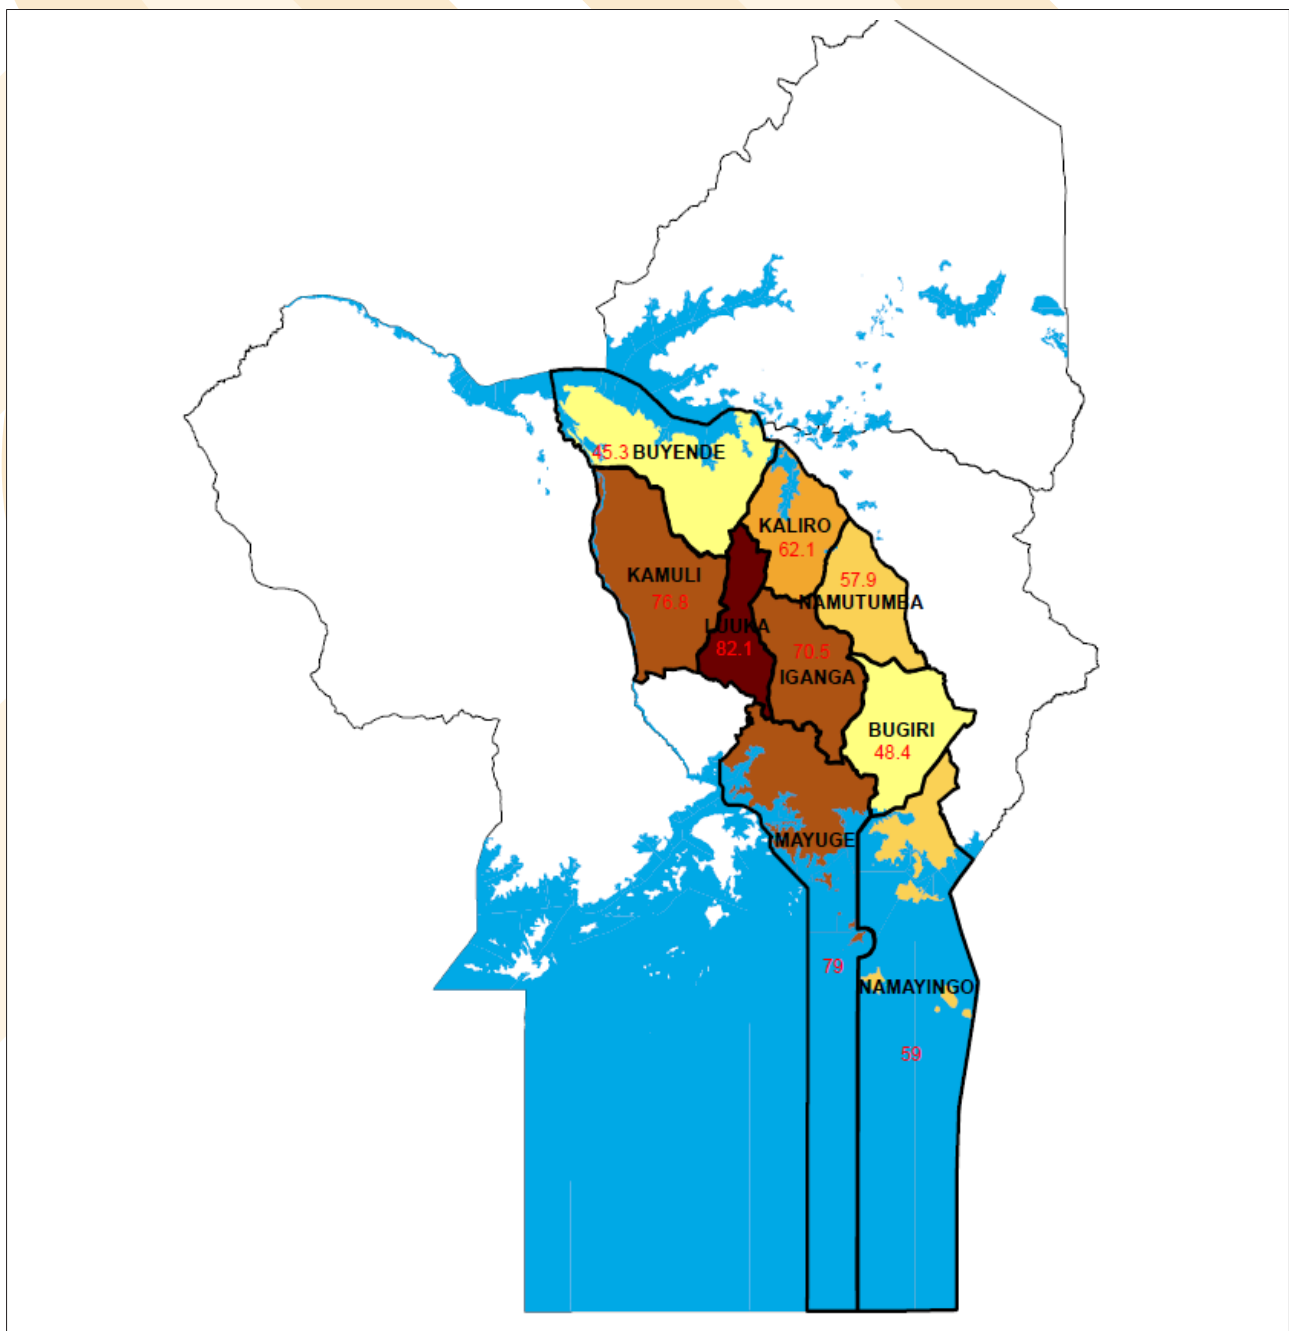 45.3 BUYENDE
KALIRO
62.1
KAMULI
76.8
57.9
NAMUTUMBA
LUUKA
82.1
70.5
IGANGA
BUGIRI
48.4
MAYUGE
79
NAMAYINGO
59